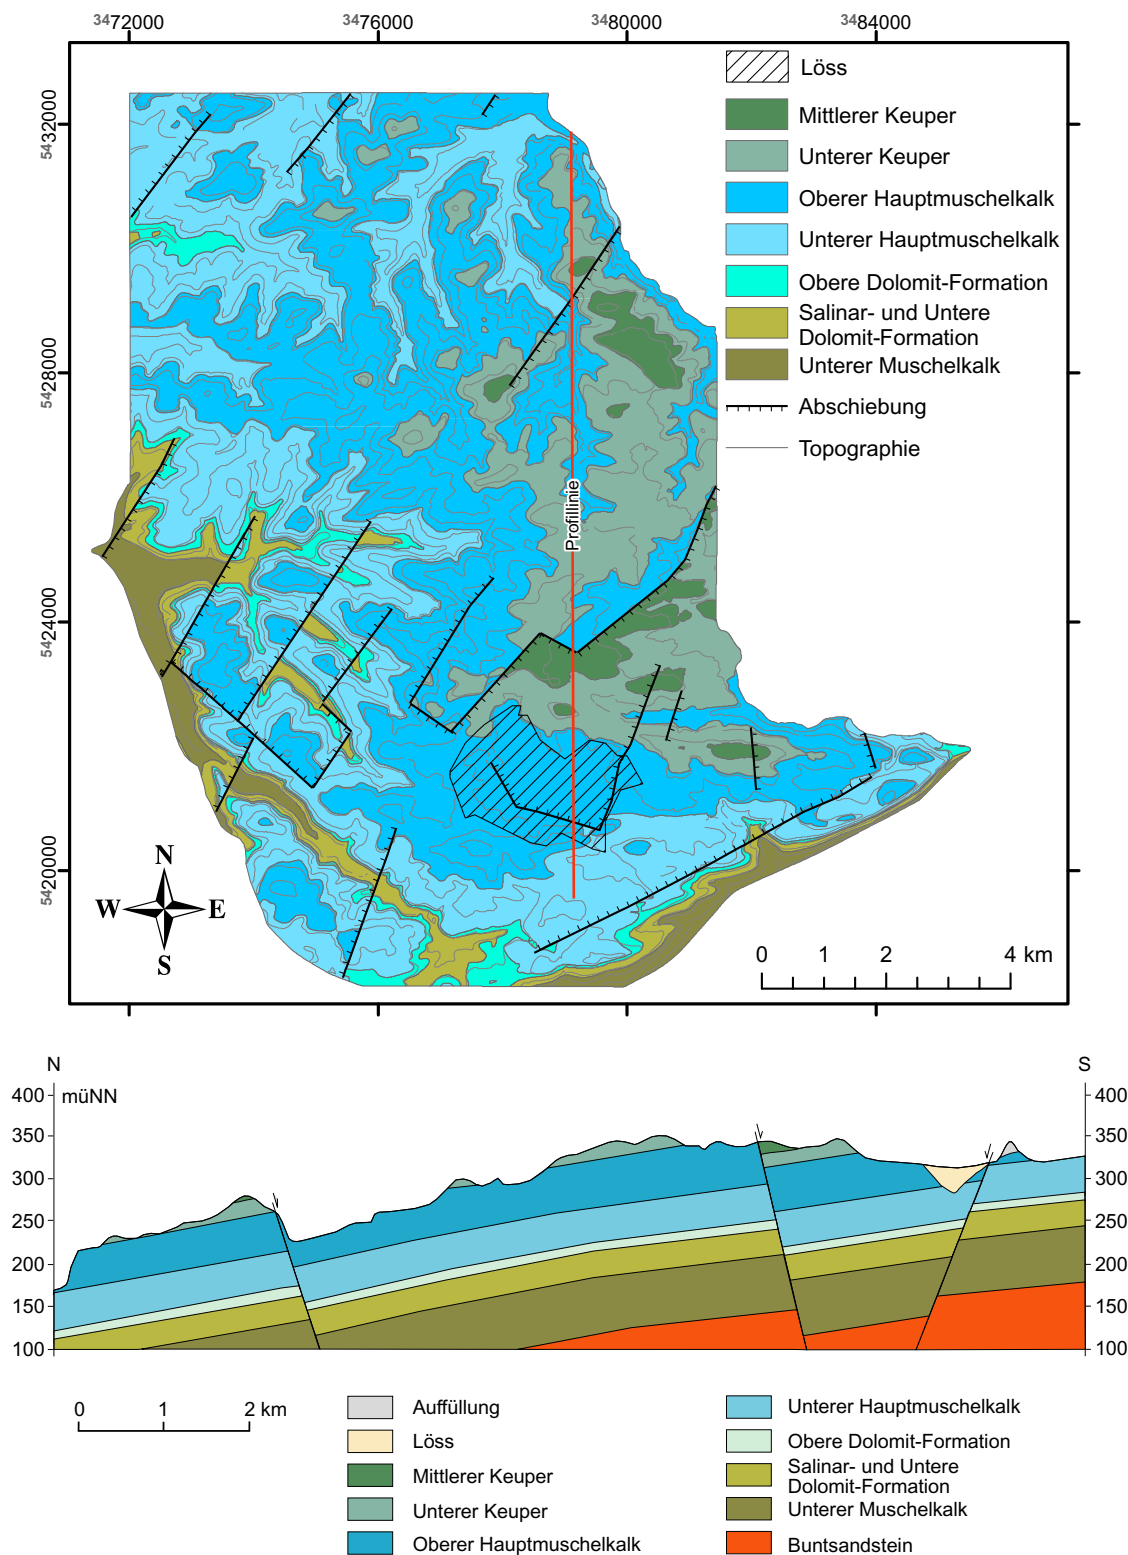 3472000 3476000 3480000 3484000
5432000
5428000
5424000
5420000
Löss
Mittlerer Keuper
Unterer Keuper
Oberer Hauptmuschelkalk
Unterer Hauptmuschelkalk
Obere Dolomit-Formation
Salinar- und Untere
Dolomit-Formation
Unterer Muschelkalk
Abschiebung
Topographie
Profillinie
N
W E
S
0 1 2 4 km
N S
müNN
400 400
350 350
300 300
250 250
200 200
150 150
100 100
0 1 2 km
Auffüllung
Löss
Mittlerer Keuper
Unterer Keuper
Oberer Hauptmuschelkalk
Unterer Hauptmuschelkalk
Obere Dolomit-Formation
Salinar- und Untere
Dolomit-Formation
Unterer Muschelkalk
Buntsandstein